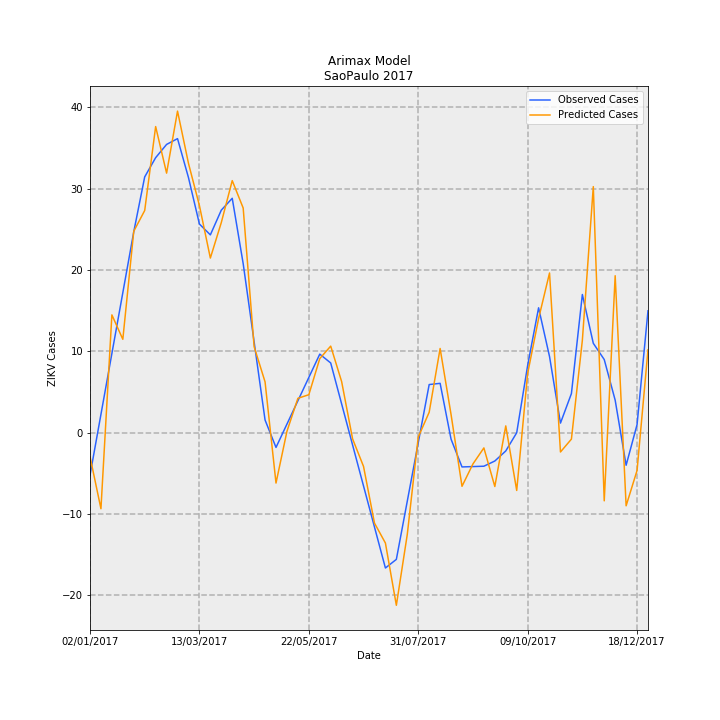 Arimax Model
SaoPaulo 2017
Observed Cases
Predicted Cases
40
30
20
10
0
−10
−20
ZIKV Cases
02/01/2017 13/03/2017 22/05/2017 31/07/2017 09/10/2017 18/12/2017
Date